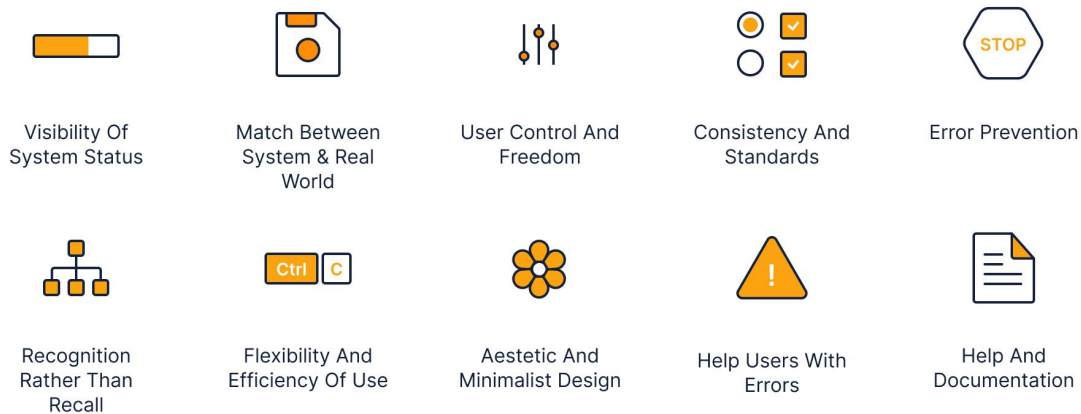 STOP
Visibility Of
System Status
Match Between
System & Real
World
User Control And
Freedom
Consistency And
Standards
Error Prevention
Ctrl
C
!
Recognition
Rather Than
Recall
Flexibility And
Efficiency Of Use
Aestetic And
Minimalist Design
Help Users With
Errors
Help And
Documentation